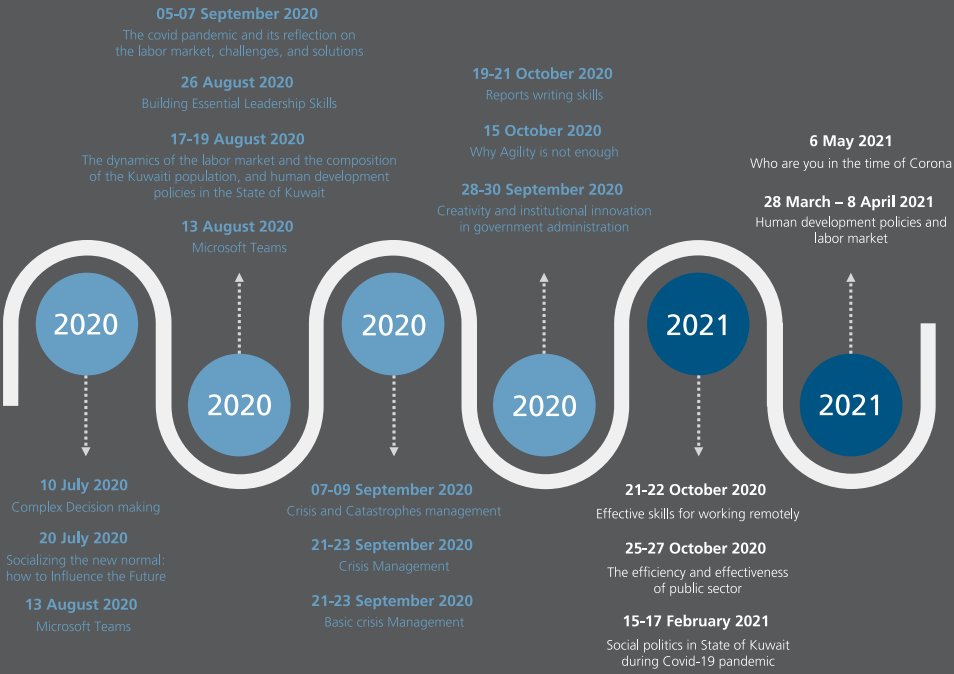 05-07 September 2020
The covid pandemic and its reflection on
the labor market, challenges, and solutions
26 August 2020
Building Essential Leadership Skills
17-19 August 2020
The dynamics of the labor market and the composition
of the Kuwaiti population, and human development
policies in the State of Kuwait
13 August 2020
Microsoft Teams
19-21 October 2020
Reports writing skills
15 October 2020
Why Agility is not enough
28-30 September 2020
Creativity and institutional innovation
in government administration
6 May 2021
Who are you in the time of Corona
28 March – 8 April 2021
Human development policies and
labor market
2020
2020
2020
2020
2021
2021
10 July 2020
Complex Decision making
20 July 2020
Socializing the new normal:
how to Influence the Future
13 August 2020
Microsoft Teams
07-09 September 2020
Crisis and Catastrophes management
21-23 September 2020
Crisis Management
21-23 September 2020
Basic crisis Management
21-22 October 2020
Effective skills for working remotely
25-27 October 2020
The efficiency and effectiveness
of public sector
15-17 February 2021
Social politics in State of Kuwait
during Covid-19 pandemic